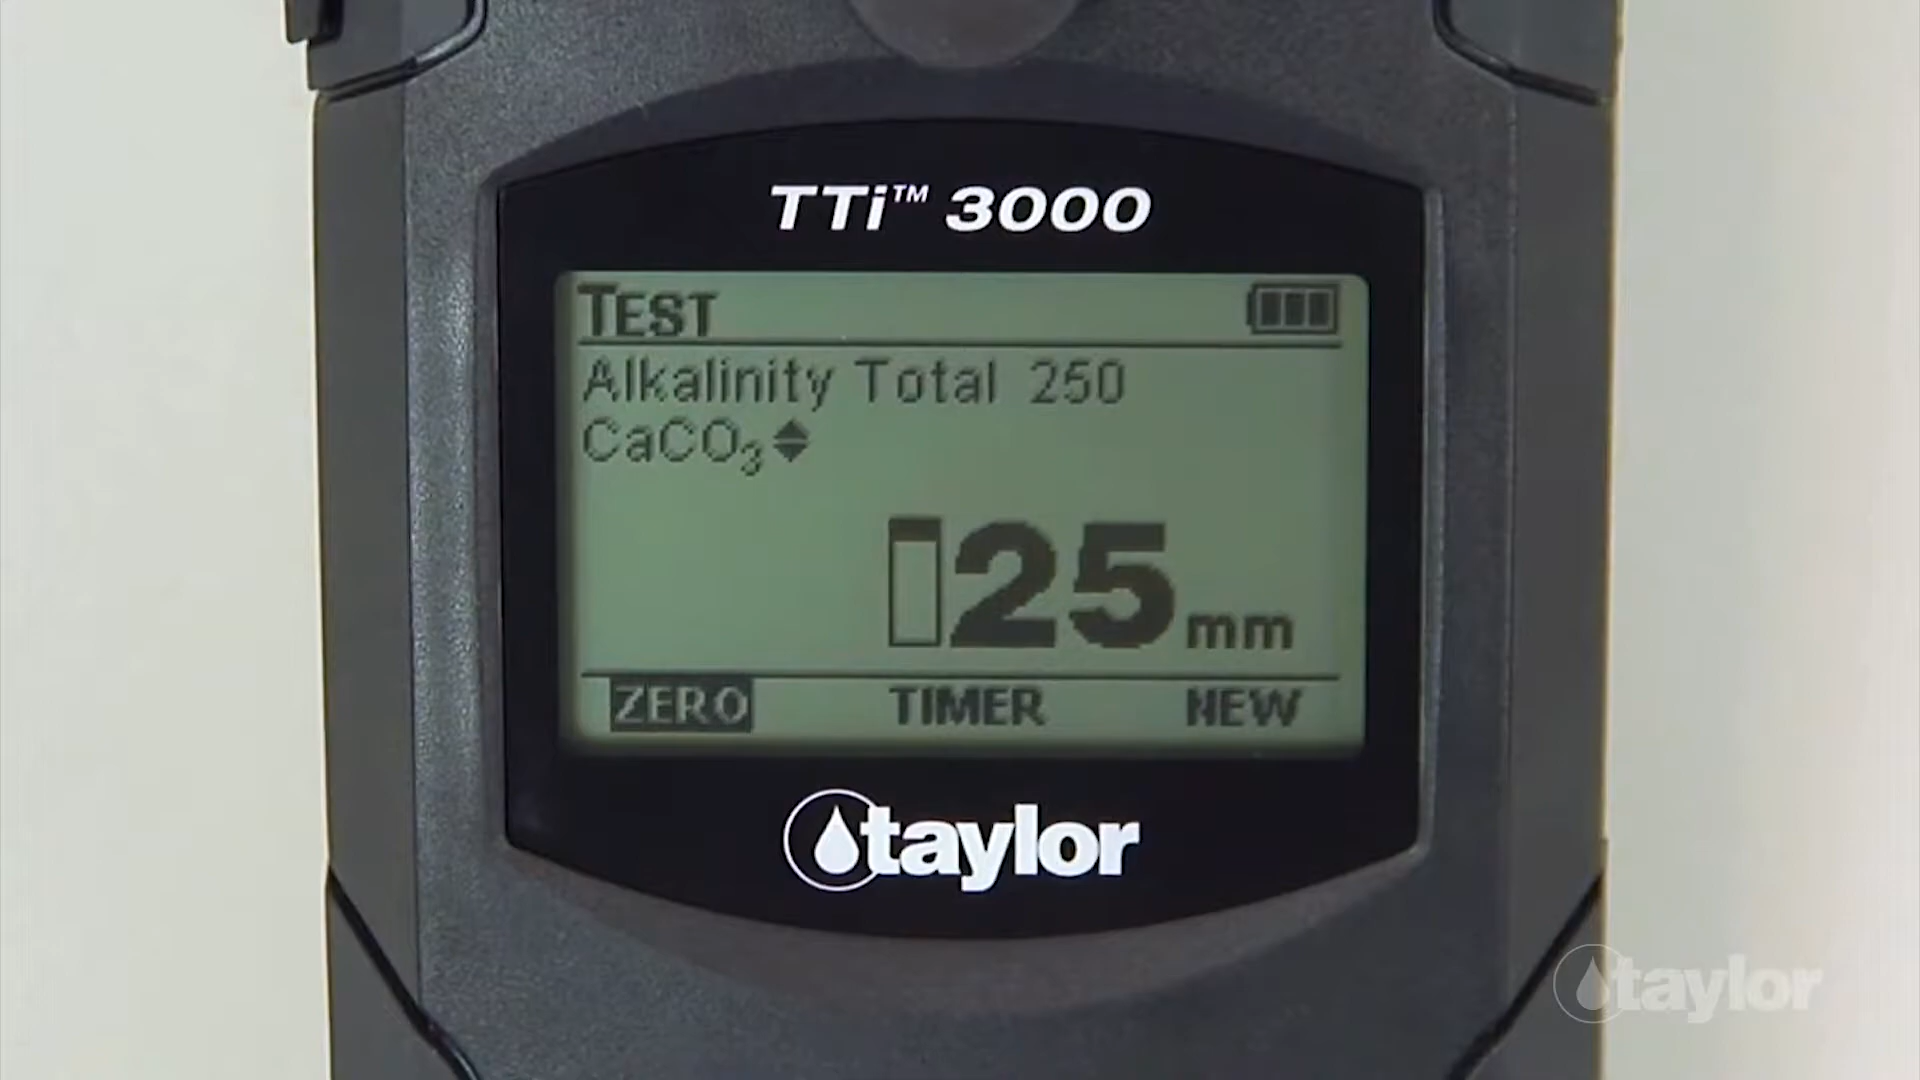 TTi™ 3000
TEST
Alkalinity Total 250
CaCO₃
25 mm
ZERO TIMER NEW
taylor
taylor